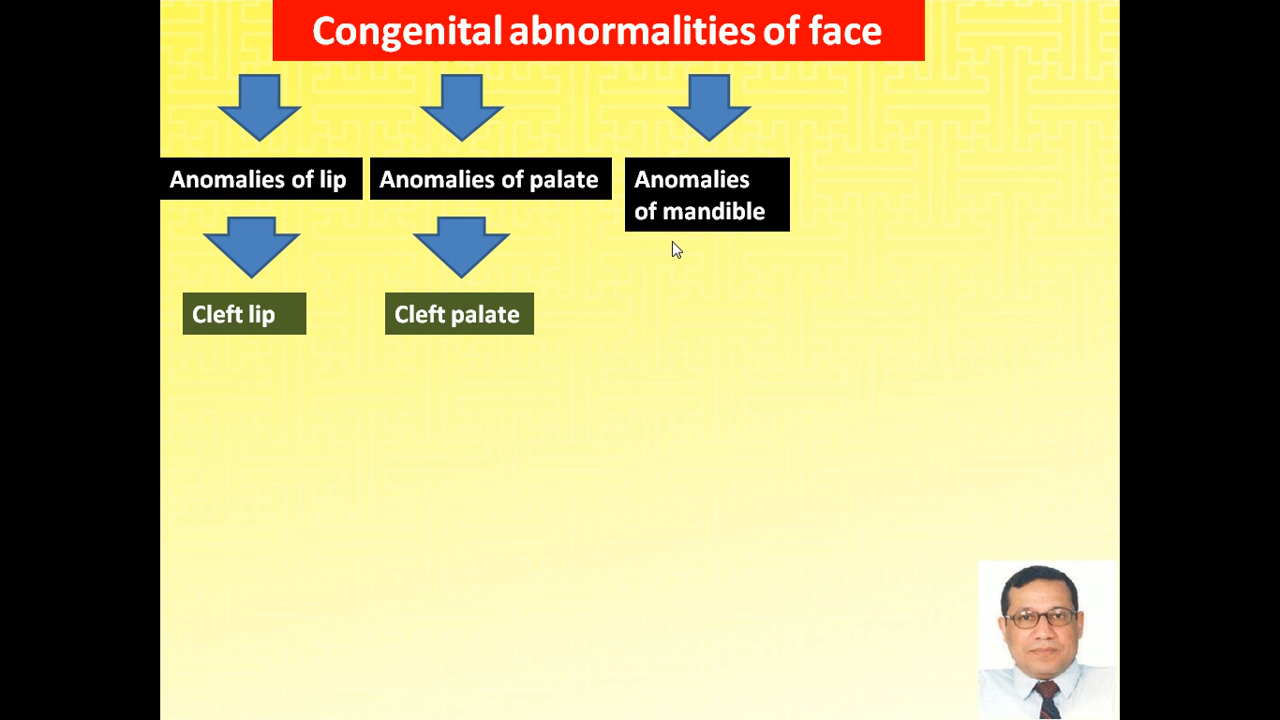 Congenital abnormalities of face
Anomalies of lip
Anomalies of palate
Anomalies
of mandible
Cleft lip
Cleft palate